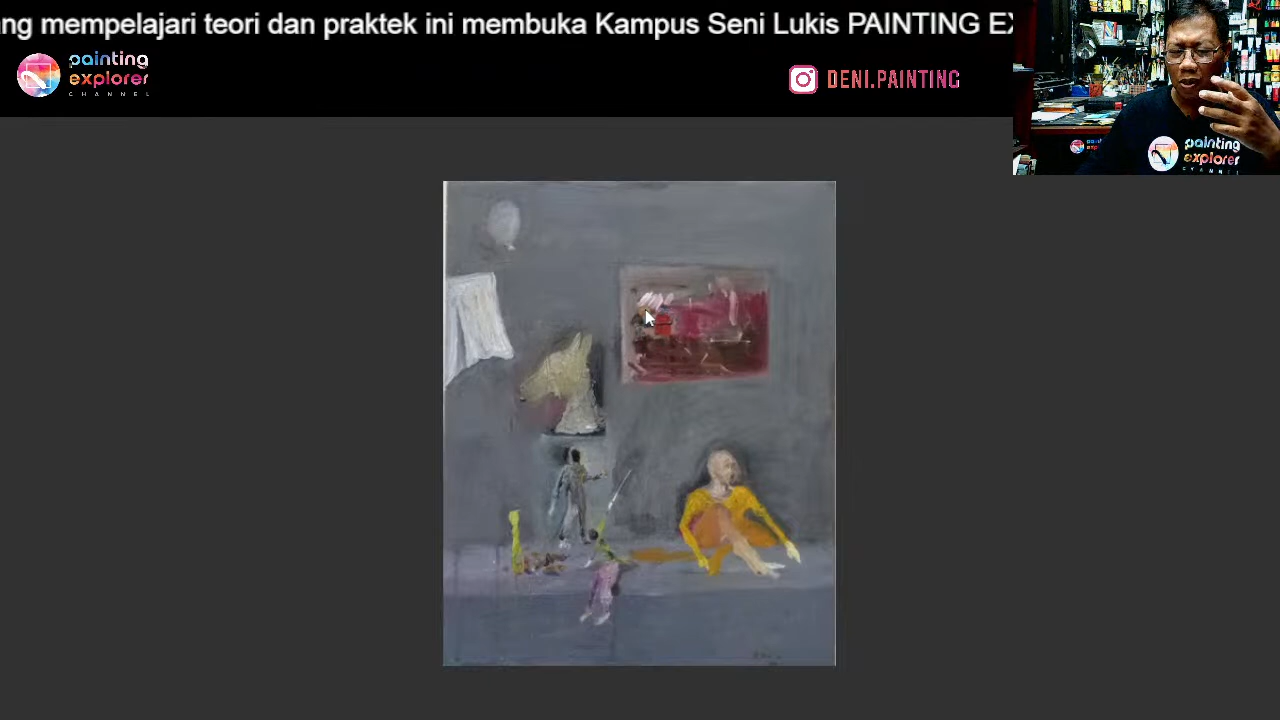 ng mempelajari teori dan praktek ini membuka Kampus Seni Lukis PAINTING EX
painting
explorer
CHANNEL
DENI.PAINTING
painting
explorer
CHANNEL